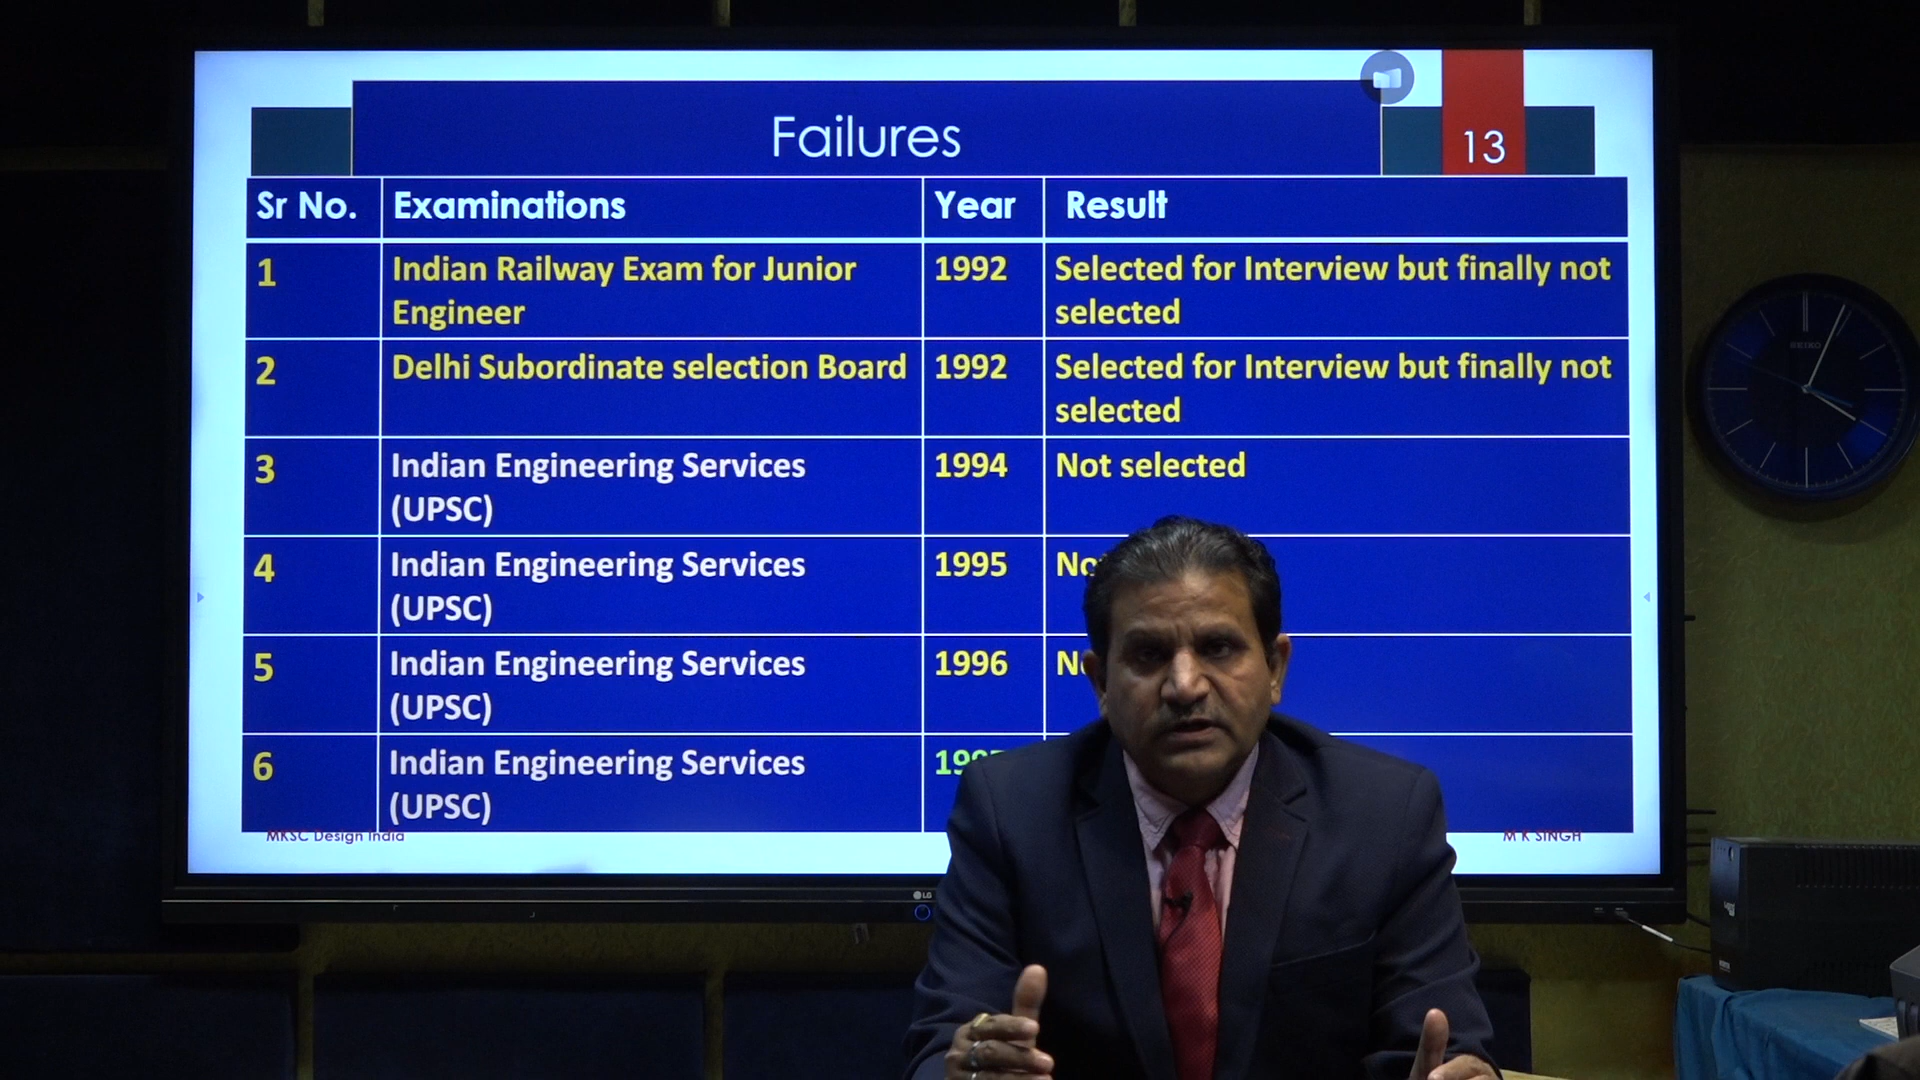 Failures
13
Sr No. Examinations Year Result
1 Indian Railway Exam for Junior 1992 Selected for Interview but finally not
Engineer selected
2 Delhi Subordinate selection Board 1992 Selected for Interview but finally not
selected
3 Indian Engineering Services 1994 Not selected
(UPSC)
4 Indian Engineering Services 1995
(UPSC)
5 Indian Engineering Services 1996
(UPSC)
6 Indian Engineering Services
(UPSC)
MKSC Design India M K SINGH
LG
SEIKO